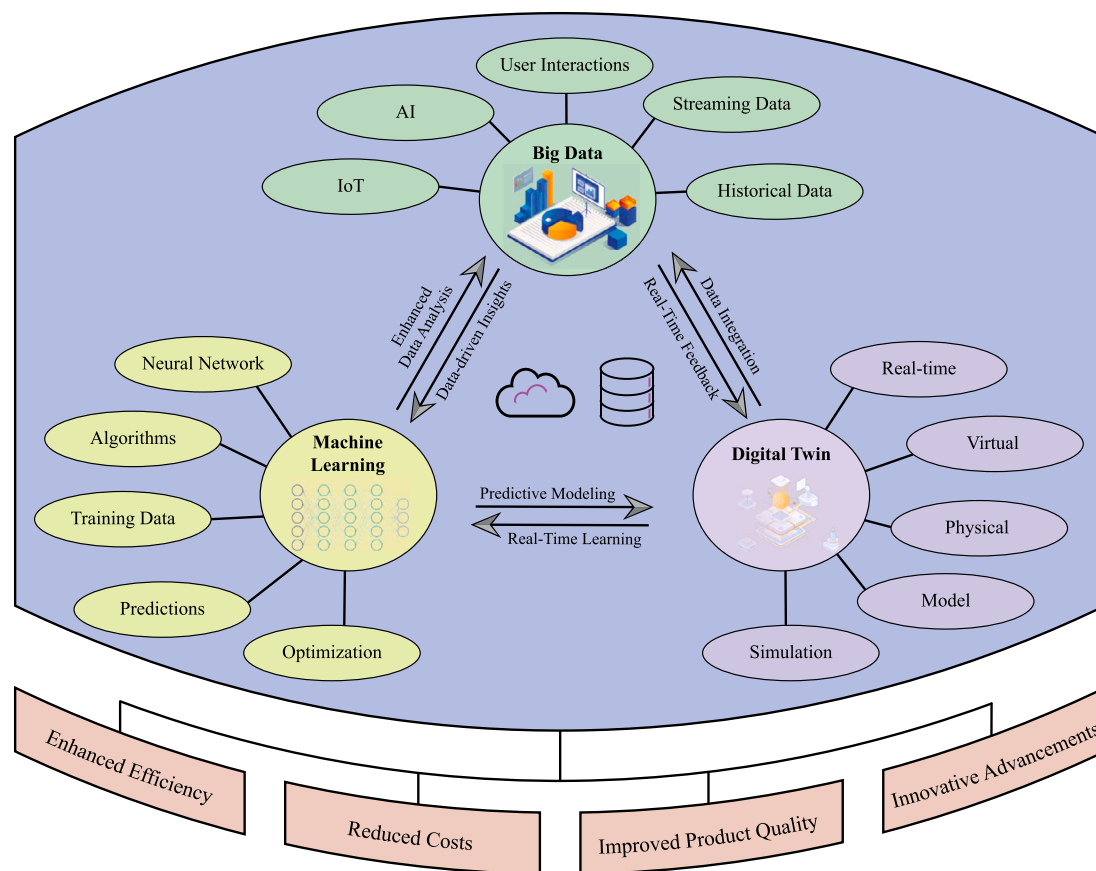 User Interactions
AI
Streaming Data
Big Data
IoT
Historical Data
Enhanced
Data Analysis
Data-driven Insights
Real-Time Feedback
Data Integration
Neural Network
Algorithms
Training Data
Predictions
Optimization
Machine
Learning
Predictive Modeling
Real-Time Learning
Digital Twin
Real-time
Virtual
Physical
Model
Simulation
Enhanced Efficiency
Reduced Costs
Improved Product Quality
Innovative Advancements